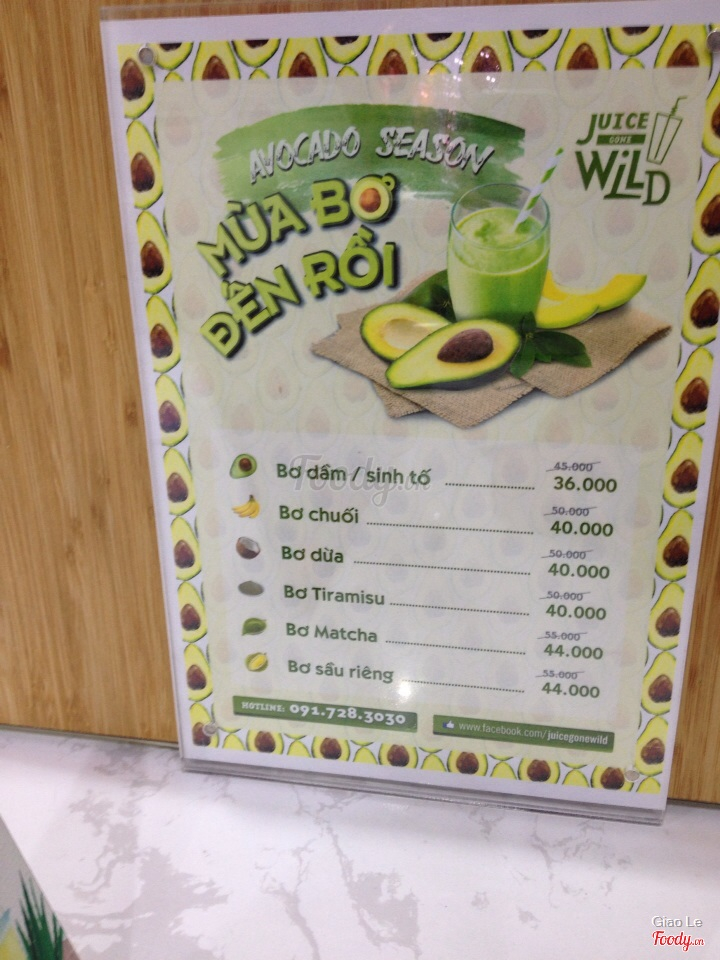 AVOCADO SEASON
JUICE
GONE
WILD
MÙA BƠ
ĐẾN RỒI
Bơ dầm / sinh tố ........ 45.000
36.000
Bơ chuối ........ 50.000
40.000
Bơ dừa ........ 50.000
40.000
Bơ Tiramisu ........ 50.000
40.000
Bơ Matcha ........ 55.000
44.000
Bơ sầu riêng ........ 55.000
44.000
HOTLINE: 091.728.3030
www.facebook.com/juicegonewild
Foody.vn
Giao Le
Foody.vn